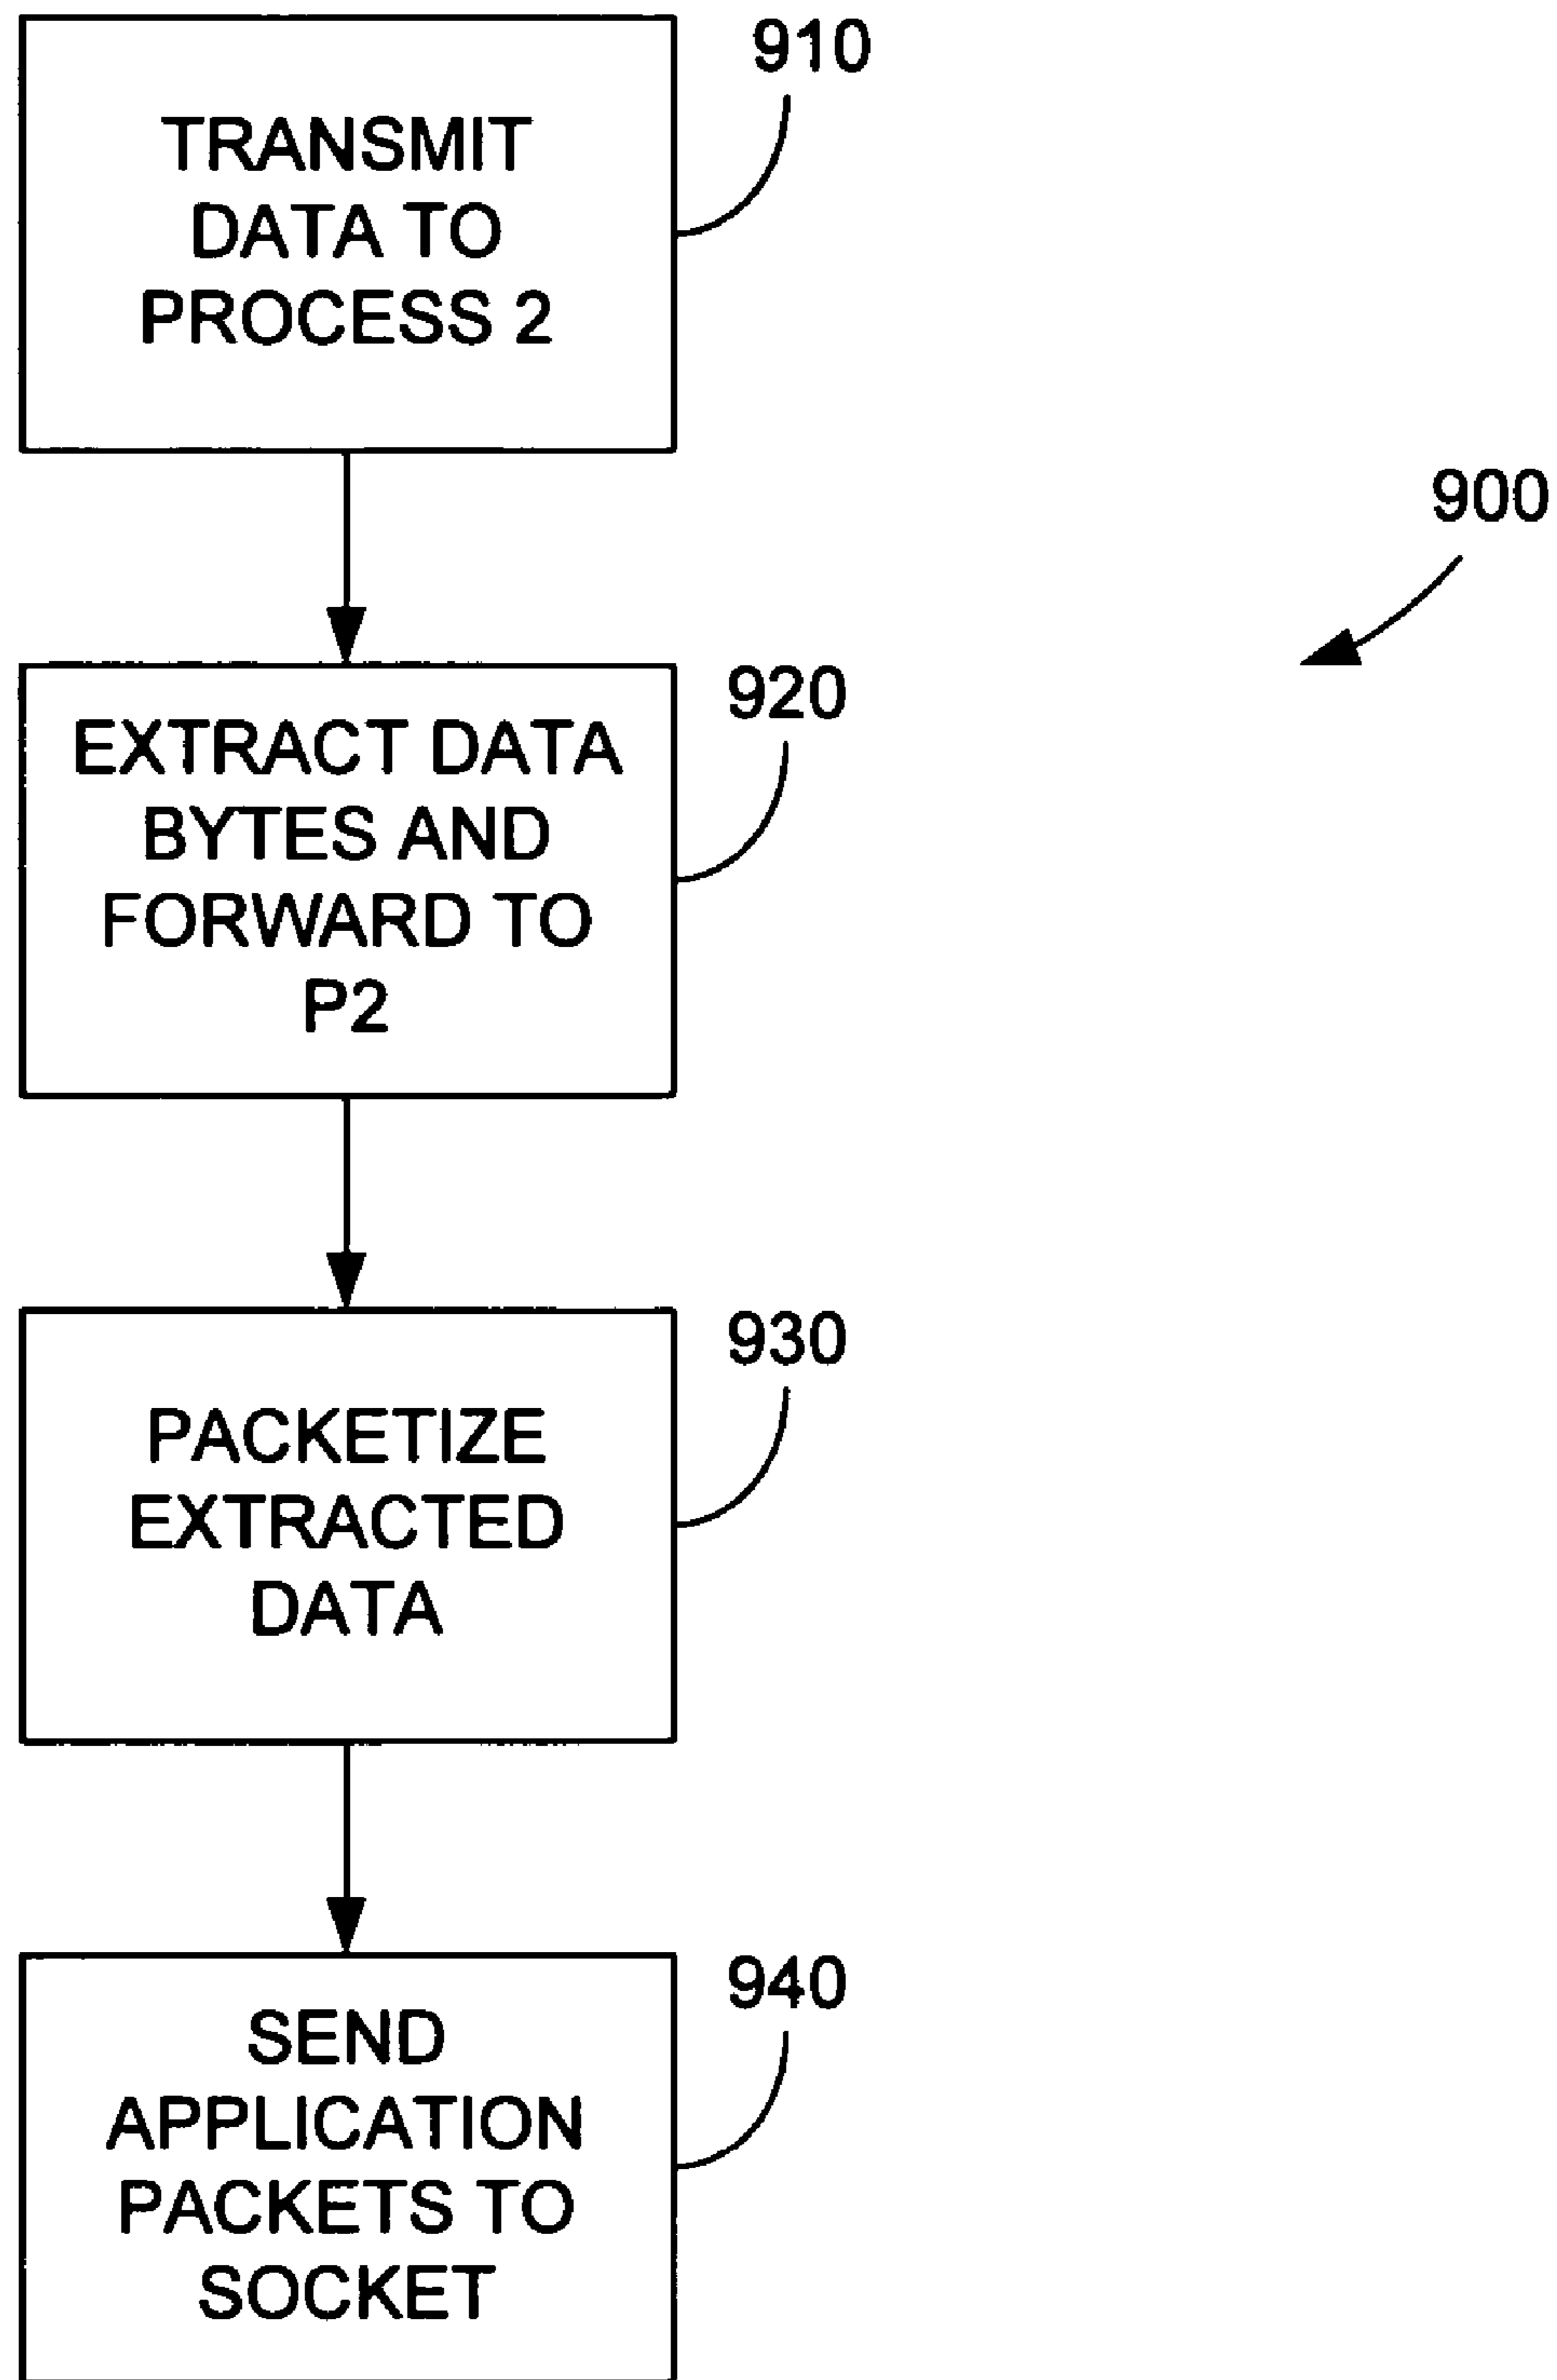 910
TRANSMIT
DATA TO
PROCESS 2
900
920
EXTRACT DATA
BYTES AND
FORWARD TO
P2
930
PACKETIZE
EXTRACTED
DATA
940
SEND
APPLICATION
PACKETS TO
SOCKET